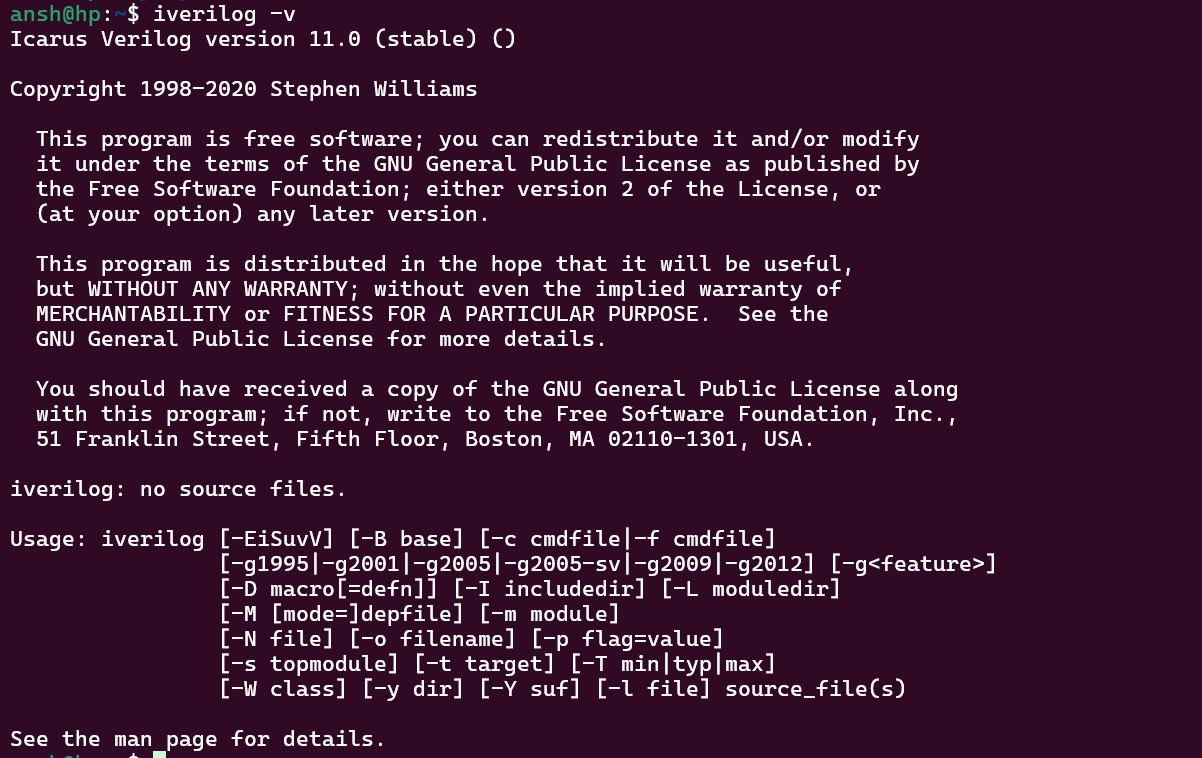 ansh@hp:~$ iverilog -v
Icarus Verilog version 11.0 (stable) ()

Copyright 1998-2020 Stephen Williams

  This program is free software; you can redistribute it and/or modify
  it under the terms of the GNU General Public License as published by
  the Free Software Foundation; either version 2 of the License, or
  (at your option) any later version.

  This program is distributed in the hope that it will be useful,
  but WITHOUT ANY WARRANTY; without even the implied warranty of
  MERCHANTABILITY or FITNESS FOR A PARTICULAR PURPOSE.  See the
  GNU General Public License for more details.

  You should have received a copy of the GNU General Public License along
  with this program; if not, write to the Free Software Foundation, Inc.,
  51 Franklin Street, Fifth Floor, Boston, MA 02110-1301, USA.

iverilog: no source files.

Usage: iverilog [-EiSuvV] [-B base] [-c cmdfile|-f cmdfile]
                [-g1995|-g2001|-g2005|-g2005-sv|-g2009|-g2012] [-g<feature>]
                [-D macro[=defn]] [-I includedir] [-L moduledir]
                [-M [mode=]depfile] [-m module]
                [-N file] [-o filename] [-p flag=value]
                [-s topmodule] [-t target] [-T min|typ|max]
                [-W class] [-y dir] [-Y suf] [-l file] source_file(s)

See the man page for details.